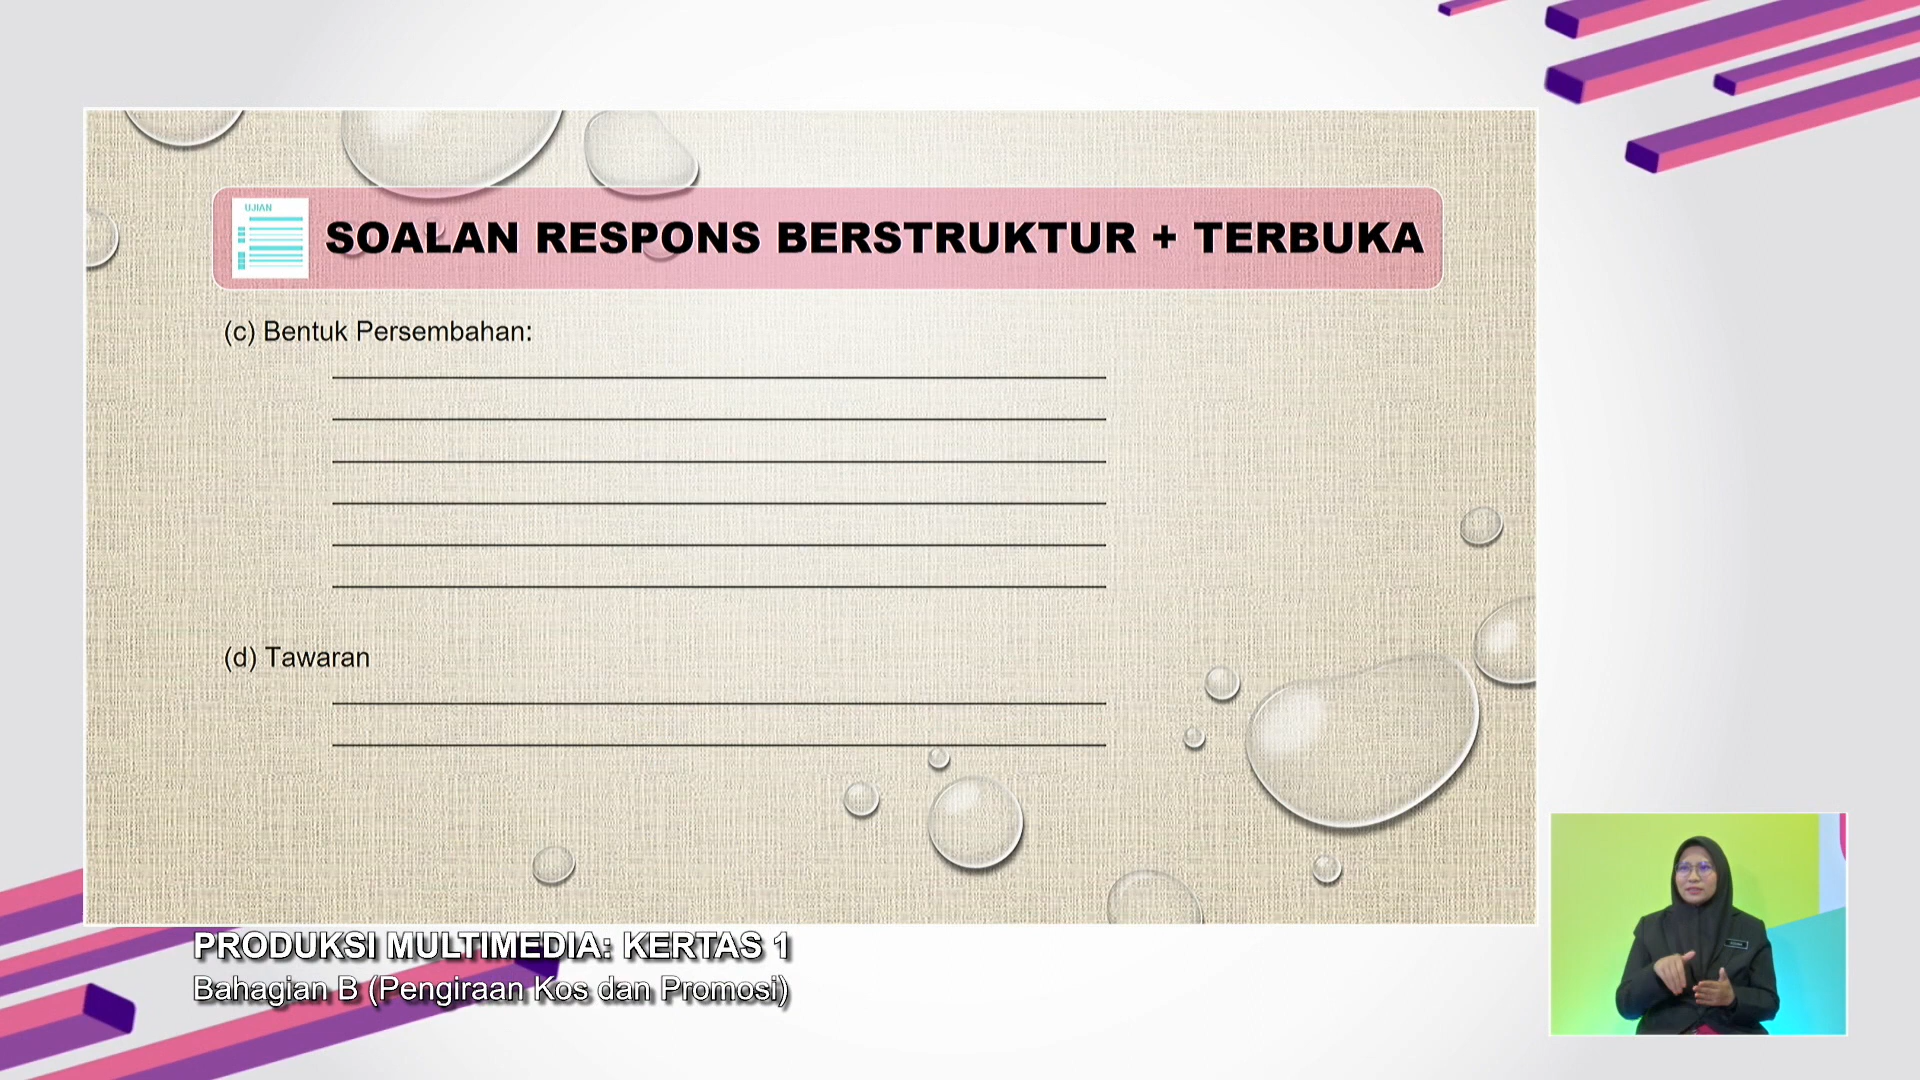 UJIAN
SOALAN RESPONS BERSTRUKTUR + TERBUKA
(c) Bentuk Persembahan:
(d) Tawaran
PRODUKSI MULTIMEDIA: KERTAS 1
Bahagian B (Pengiraan Kos dan Promosi)